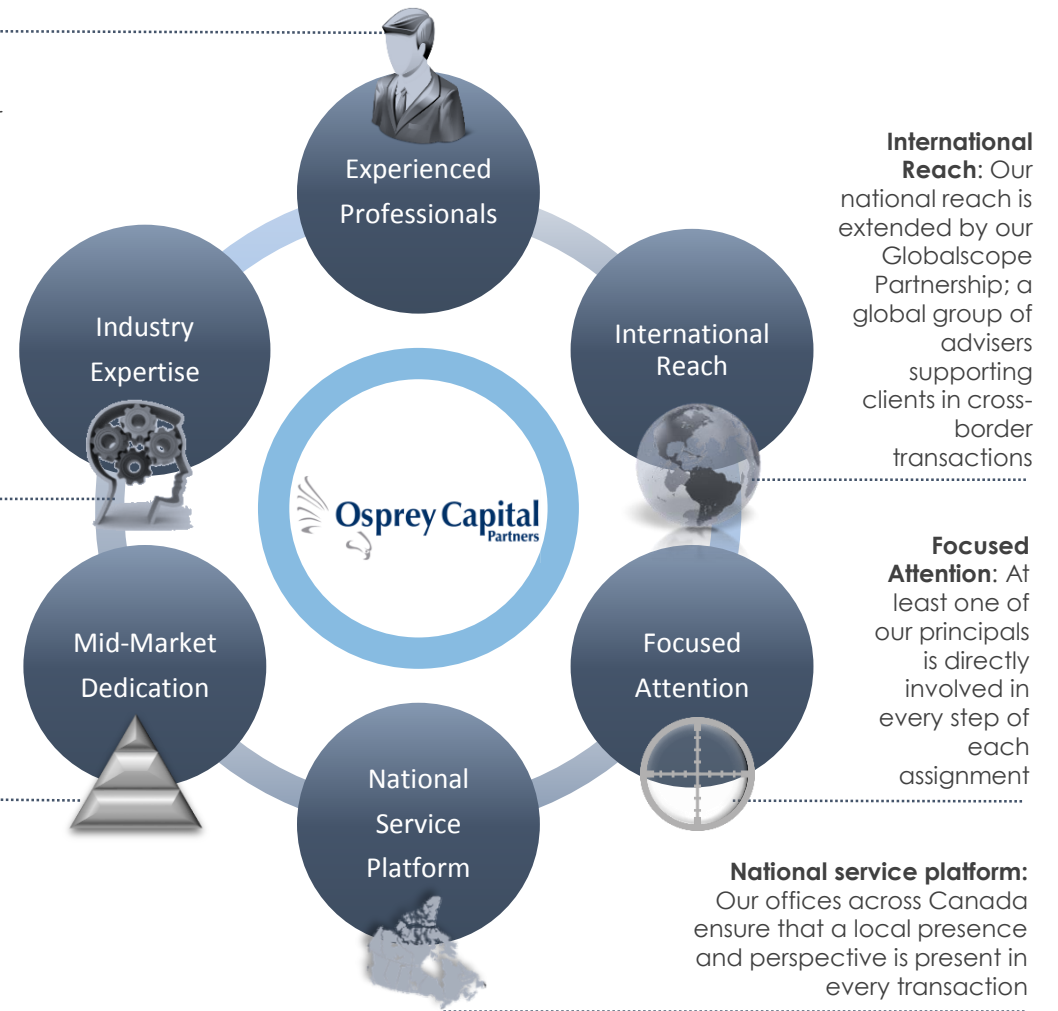 Experienced
Professionals
International
Reach: Our
national reach is
extended by our
Globalscope
Partnership; a
global group of
advisers
supporting
clients in cross-
border
transactions
Industry
Expertise
International
Reach
Osprey Capital
Partners
Focused
Attention: At
least one of
our principals
is directly
involved in
every step of
each
assignment
Mid-Market
Dedication
Focused
Attention
National
Service
Platform
National service platform:
Our offices across Canada
ensure that a local presence
and perspective is present in
every transaction